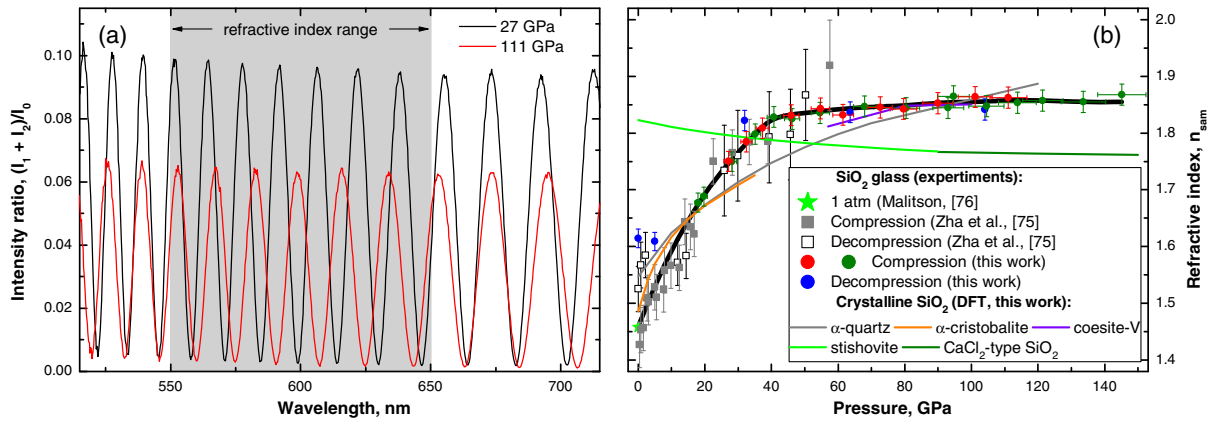 (a)
refractive index range
27 GPa
111 GPa
Intensity ratio, (I₁ + I₂)/I₀
0.10
0.08
0.06
0.04
0.02
0.00
550
600
650
700
Wavelength, nm
(b)
SiO₂ glass (experiments):
1 atm (Malitson, [76]
Compression (Zha et al., [75]
Decompression (Zha et al., [75]
Compression (this work)
Decompression (this work)
Crystalline SiO₂ (DFT, this work):
α-quartz α-cristobalite coesite-V
stishovite CaCl₂-type SiO₂
0 20 40 60 80 100 120 140
Pressure, GPa
2.0
1.9
1.8
1.7
1.6
1.5
1.4
Refractive index, nₛₐₘ